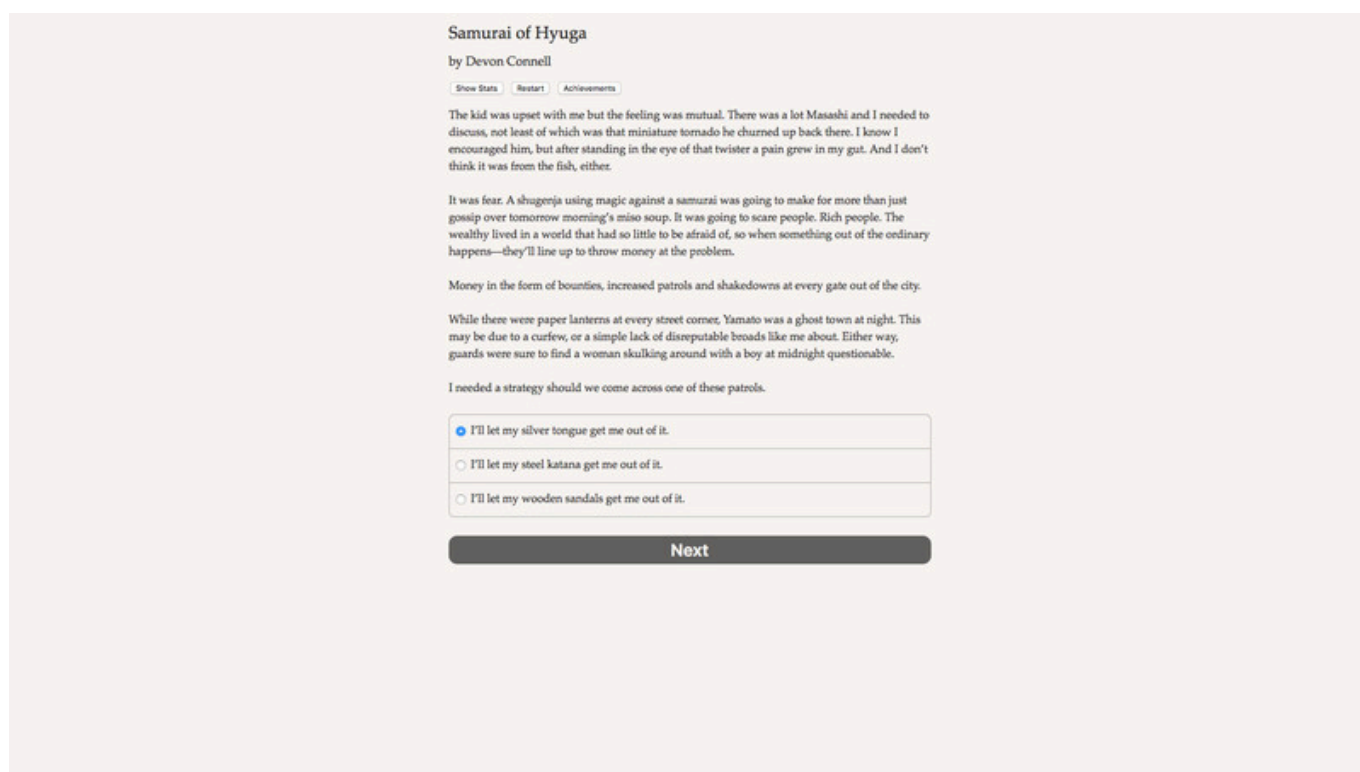 Samurai of Hyuga
by Devon Connell
Show Stats Restart Achievements
The kid was upset with me but the feeling was mutual. There was a lot Masashi and I needed to
discuss, not least of which was that miniature tornado he churned up back there. I know I
encouraged him, but after standing in the eye of that twister a pain grew in my gut. And I don't
think it was from the fish, either.
It was fear. A shugenja using magic against a samurai was going to make for more than just
gossip over tomorrow morning's miso soup. It was going to scare people. Rich people. The
wealthy lived in a world that had so little to be afraid of, so when something out of the ordinary
happens—they'll line up to throw money at the problem.
Money in the form of bounties, increased patrols and shakedowns at every gate out of the city.
While there were paper lanterns at every street corner, Yamato was a ghost town at night. This
may be due to a curfew, or a simple lack of disreputable broads like me about. Either way,
guards were sure to find a woman skulking around with a boy at midnight questionable.
I needed a strategy should we come across one of these patrols.
I'll let my silver tongue get me out of it.
I'll let my steel katana get me out of it.
I'll let my wooden sandals get me out of it.
Next